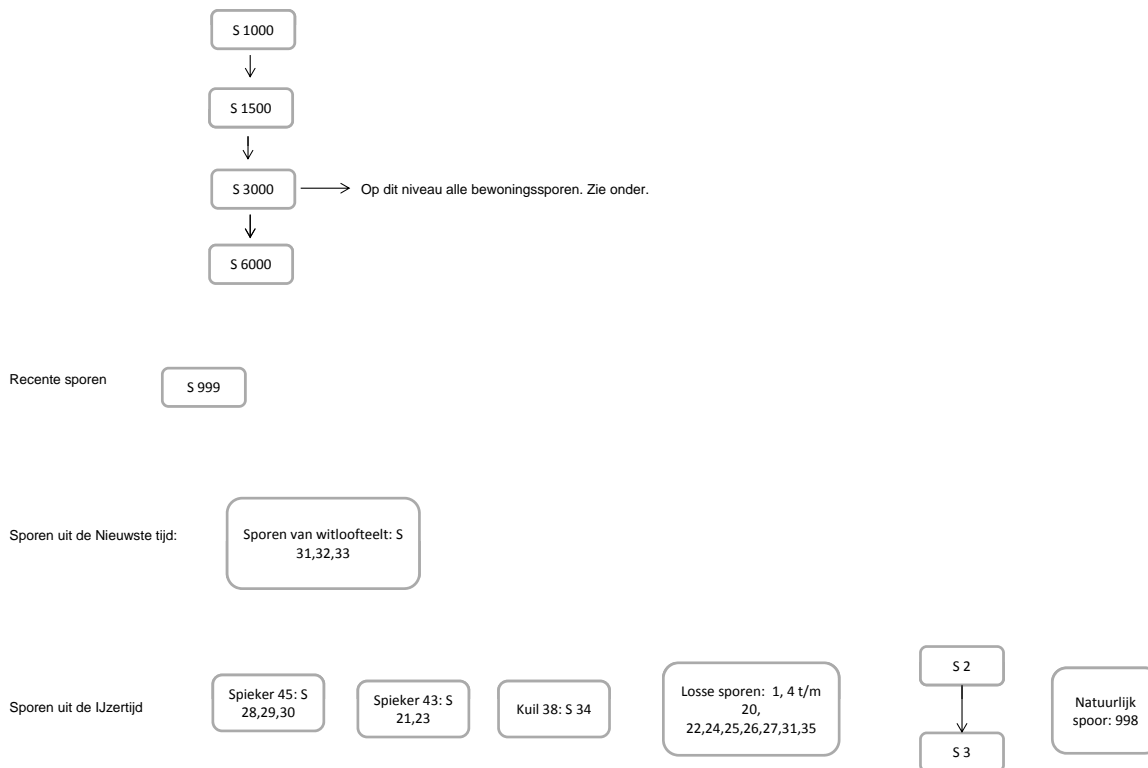 S 1000
S 1500
S 3000
Op dit niveau alle bewoningssporen. Zie onder.
S 6000
Recente sporen
S 999
Sporen uit de Nieuwste tijd:
Sporen van witloofteelt: S
31,32,33
Sporen uit de IJzertijd
Spieker 45: S
28,29,30
Spieker 43: S
21,23
Kuil 38: S 34
Losse sporen: 1, 4 t/m
20,
22,24,25,26,27,31,35
S 2
S 3
Natuurlijk
spoor: 998